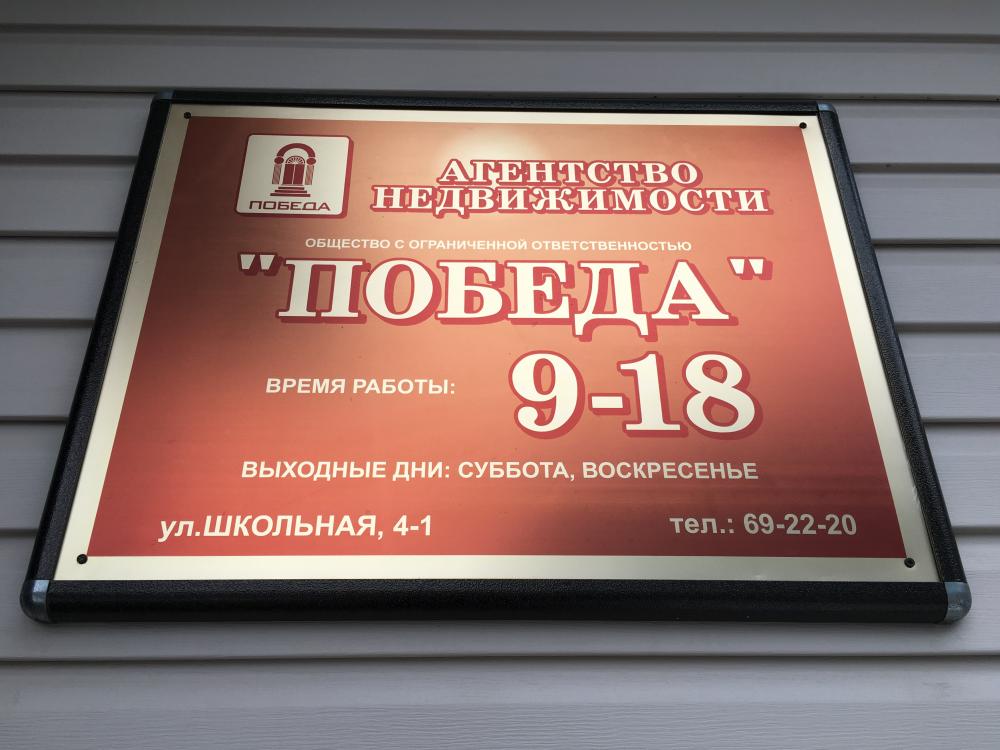 ПОБЕДА
АГЕНТСТВО
НЕДВИЖИМОСТИ
ОБЩЕСТВО С ОГРАНИЧЕННОЙ ОТВЕТСТВЕННОСТЬЮ
"ПОБЕДА"
ВРЕМЯ РАБОТЫ: 9-18
ВЫХОДНЫЕ ДНИ: СУББОТА, ВОСКРЕСЕНЬЕ
ул.ШКОЛЬНАЯ, 4-1 тел.: 69-22-20